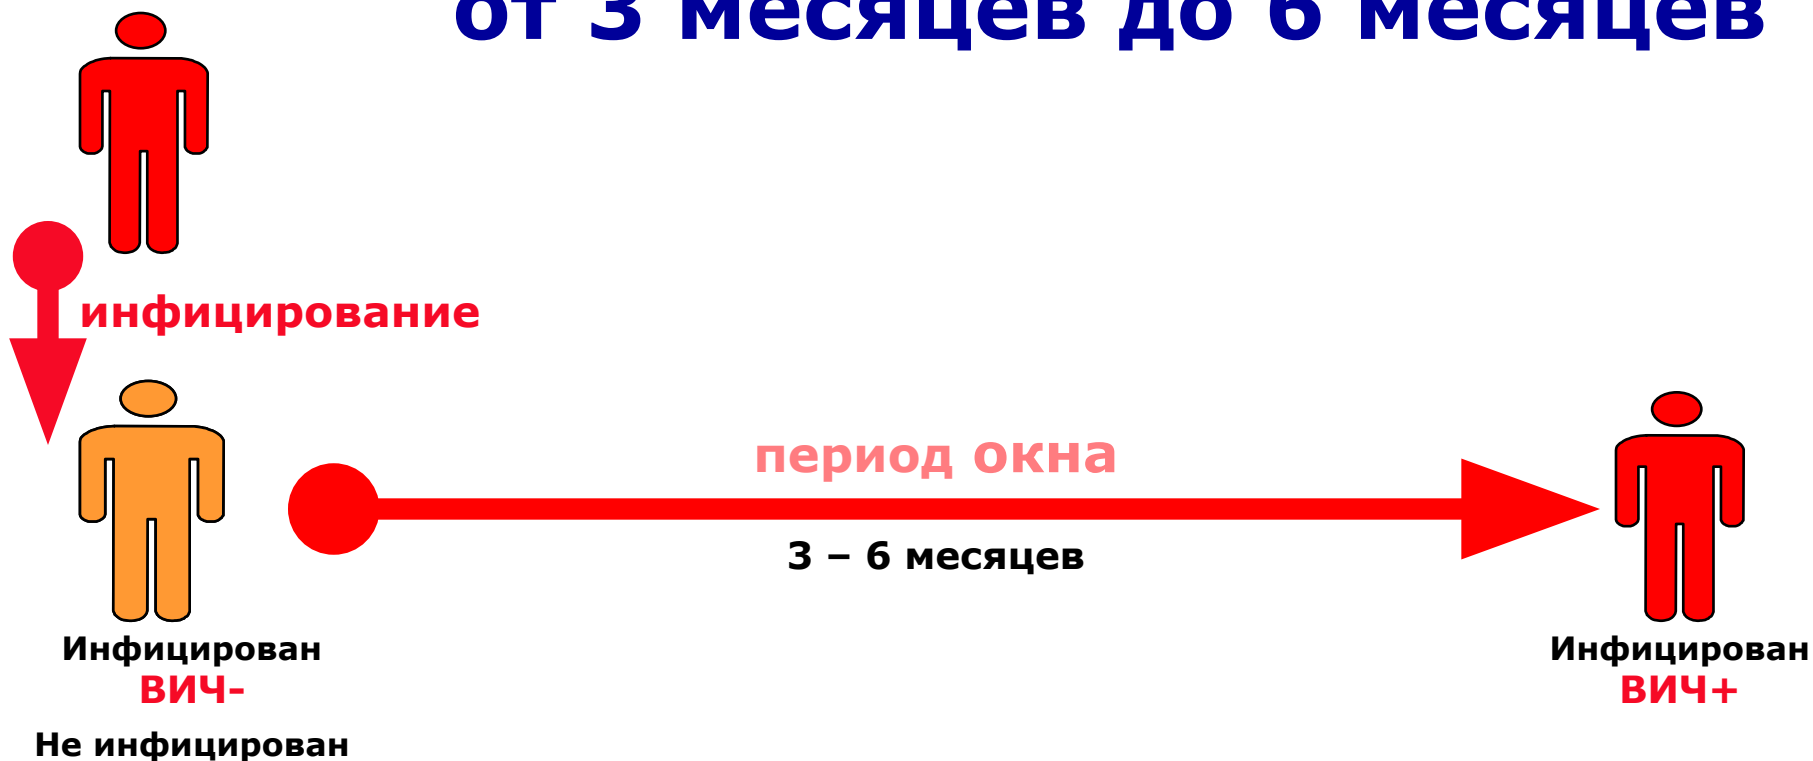 от 3 месяцев до 6 месяцев
инфицирование
период окна
3 – 6 месяцев
Инфицирован
ВИЧ-
Не инфицирован
Инфицирован
ВИЧ+